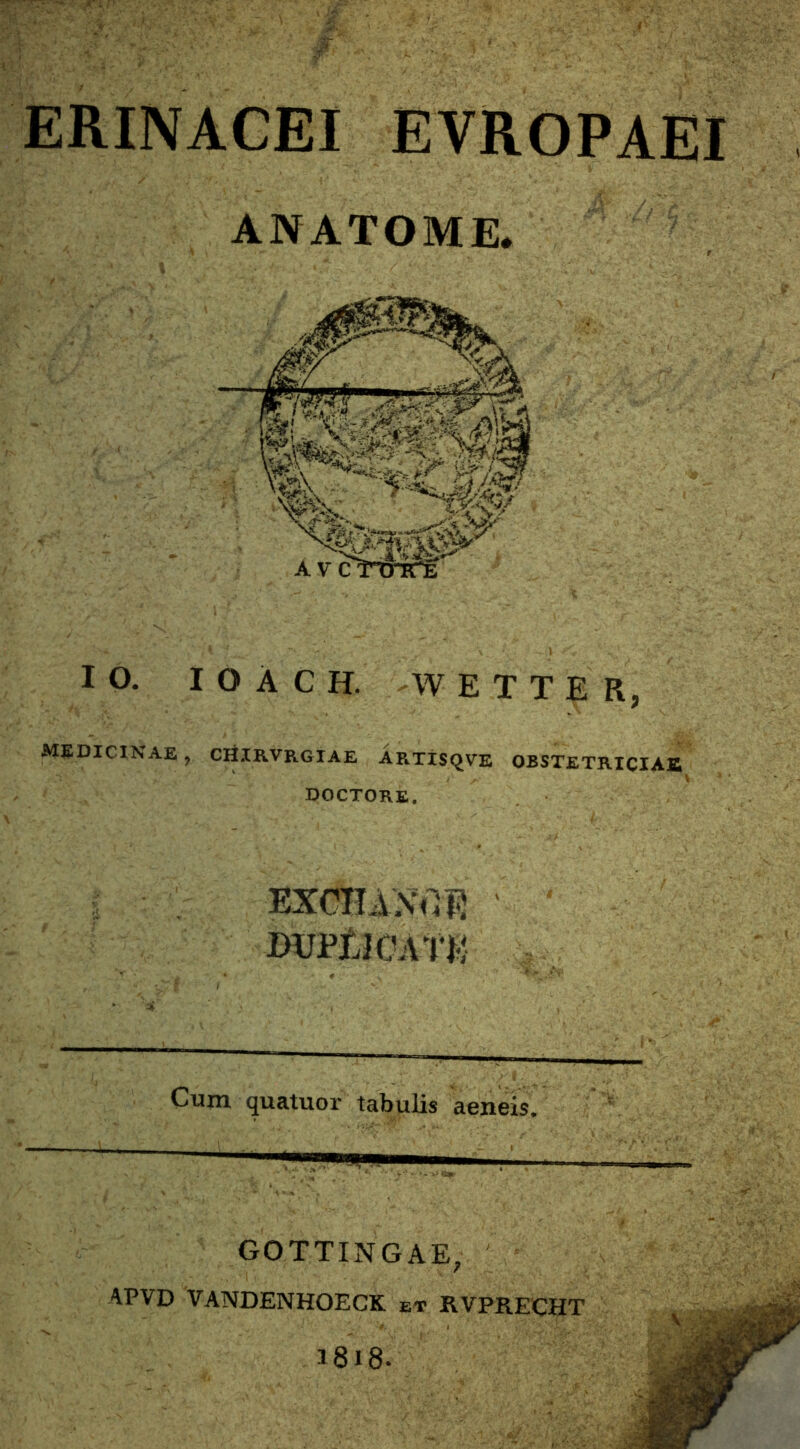 ERINACEI EVROPAEI
ANATOME.
AVCTORE
IO. IOACH. WETTER,
MEDICINAE, CHIRVRGIAE ARTISQVE OBSTETRICIAE
DOCTORE.
EXCHANGE
DUPLICATE
Cum quatuor tabulis aeneis.
GOTTINGAE,
APVD VANDENHOECK ET RVPRECHT
1818.